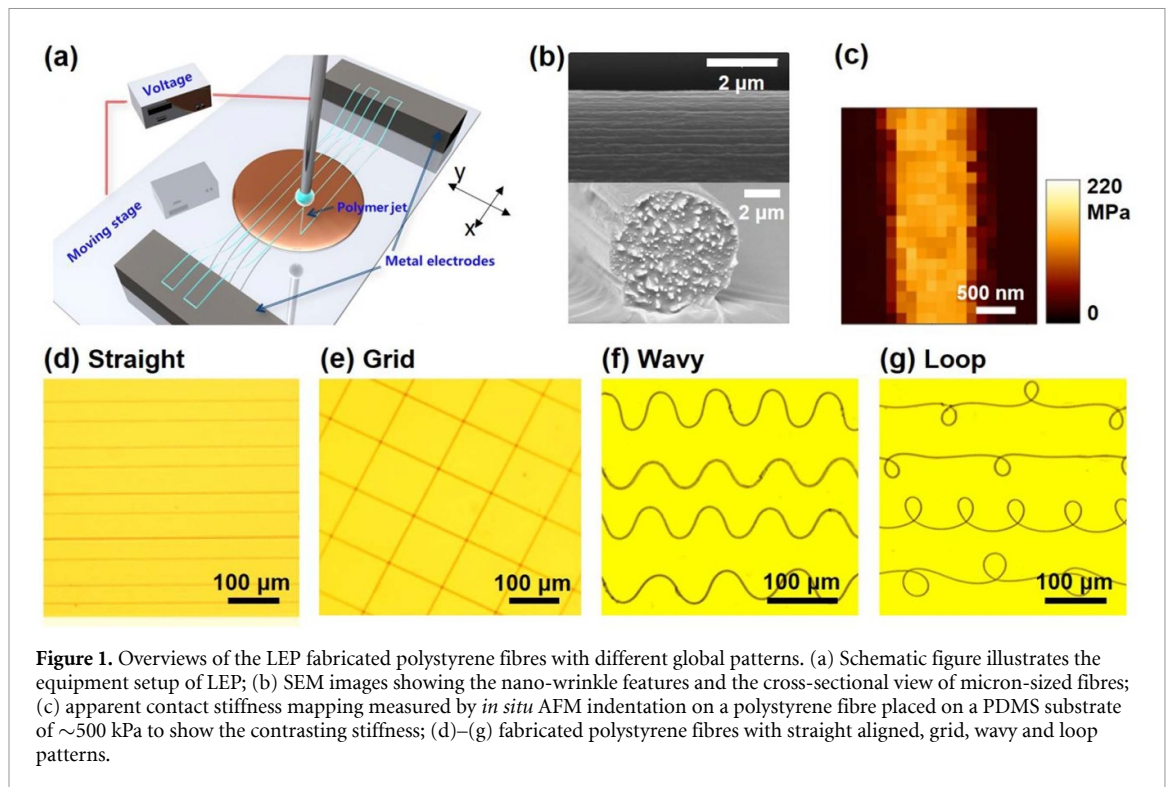 (a)
Voltage
Moving stage
Polymer jet
Metal electrodes
y
x
(b)
2 µm
2 µm
(c)
500 nm
220
MPa
0
(d) Straight
100 µm
(e) Grid
100 µm
(f) Wavy
100 µm
(g) Loop
100 µm
Figure 1. Overviews of the LEP fabricated polystyrene fibres with different global patterns. (a) Schematic figure illustrates the
equipment setup of LEP; (b) SEM images showing the nano-wrinkle features and the cross-sectional view of micron-sized fibres;
(c) apparent contact stiffness mapping measured by in situ AFM indentation on a polystyrene fibre placed on a PDMS substrate
of ∼500 kPa to show the contrasting stiffness; (d)–(g) fabricated polystyrene fibres with straight aligned, grid, wavy and loop
patterns.